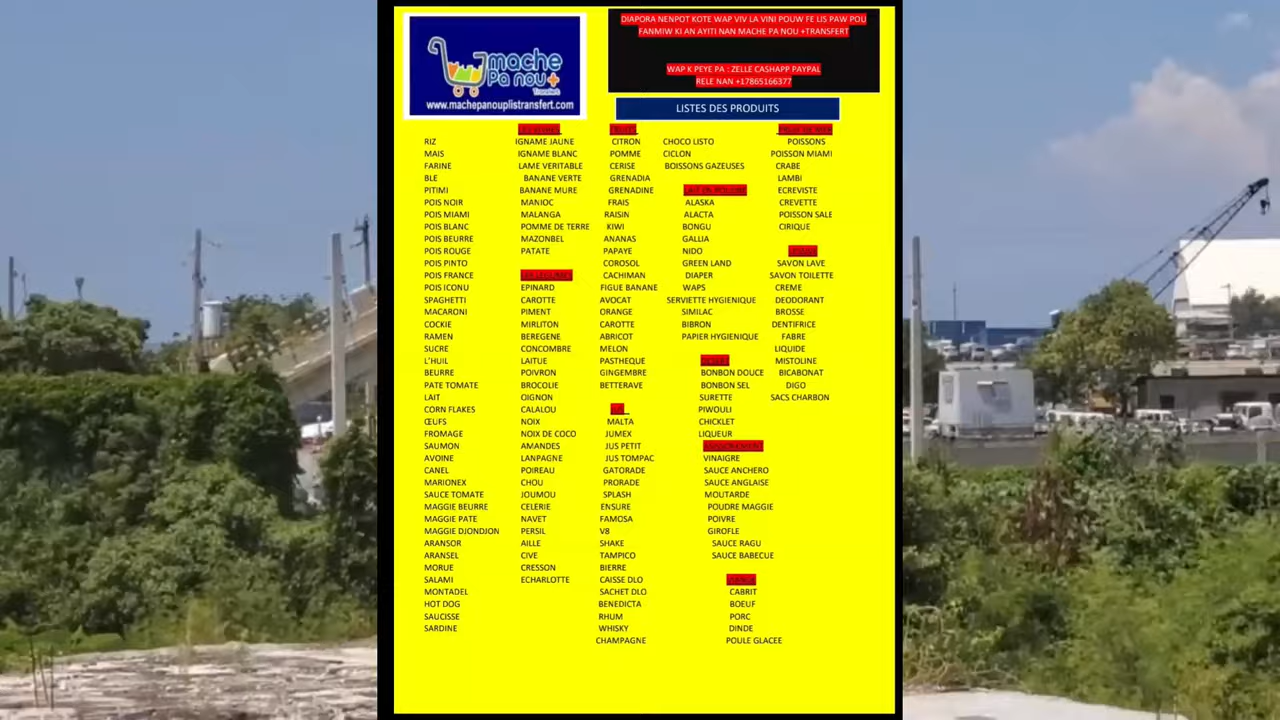 mache
Pa nou+
Transfert
www.machepanouplistransfert.com
DIAPORA NENPOT KOTE WAP VIV LA VINI POUW FE LIS PAW POU
FANMIW KI AN AYITI NAN MACHE PA NOU +TRANSFERT
WAP K PEYE PA : ZELLE CASHAPP PAYPAL
RELE NAN +17865166377
LISTES DES PRODUITS
RIZ
MAIS
FARINE
BLE
PITIMI
POIS NOIR
POIS MIAMI
POIS BLANC
POIS BEURRE
POIS ROUGE
POIS PINTO
POIS FRANCE
POIS ICONU
SPAGHETTI
MACARONI
COCKIE
RAMEN
SUCRE
L'HUIL
BEURRE
PATE TOMATE
LAIT
CORN FLAKES
ŒUFS
FROMAGE
SAUMON
AVOINE
CANEL
MARIONEX
SAUCE TOMATE
MAGGIE BEURRE
MAGGIE PATE
MAGGIE DJONDJON
ARANSOR
ARANSEL
MORUE
SALAMI
MONTADEL
HOT DOG
SAUCISSE
SARDINE
LES VIVRES
IGNAME JAUNE
IGNAME BLANC
LAME VERITABLE
BANANE VERTE
BANANE MURE
MANIOC
MALANGA
POMME DE TERRE
MAZONBEL
PATATE
LES LEGUMES
EPINARD
CAROTTE
PIMENT
MIRLITON
BEREGENE
CONCOMBRE
LAITUE
POIVRON
BROCOLIE
OIGNON
CALALOU
NOIX
NOIX DE COCO
AMANDES
LANPAGNE
POIREAU
CHOU
JOUMOU
CELERIE
NAVET
PERSIL
AILLE
CIVE
CRESSON
ECHARLOTTE
FRUITS
CITRON
POMME
CERISE
GRENADIA
GRENADINE
FRAIS
RAISIN
KIWI
ANANAS
PAPAYE
COROSOL
CACHIMAN
FIGUE BANANE
AVOCAT
ORANGE
CAROTTE
ABRICOT
MELON
PASTHEQUE
GINGEMBRE
BETTERAVE
JUS
MALTA
JUMEX
JUS PETIT
JUS TOMPAC
GATORADE
PRORADE
SPLASH
ENSURE
FAMOSA
V8
SHAKE
TAMPICO
BIERRE
CAISSE DLO
SACHET DLO
BENEDICTA
RHUM
WHISKY
CHAMPAGNE
CHOCO LISTO
CICLON
BOISSONS GAZEUSES
LAIT EN POUDRE
ALASKA
ALACTA
BONGU
GALLIA
NIDO
GREEN LAND
DIAPER
WAPS
SERVIETTE HYGIENIQUE
SIMILAC
BIBRON
PAPIER HYGIENIQUE
BONBON DOUCE
BONBON SEL
SURETTE
PIWOULI
CHICKLET
LIQUEUR
VINAIGRE
SAUCE ANCHERO
SAUCE ANGLAISE
MOUTARDE
POUDRE MAGGIE
POIVRE
GIROFLE
SAUCE RAGU
SAUCE BABECUE
CABRIT
BOEUF
PORC
DINDE
POULE GLACEE
POISSONS
POISSON MIAMI
CRABE
LAMBI
ECREVISTE
CREVETTE
POISSON SALE
CIRIQUE
SAVON LAVE
SAVON TOILETTE
CREME
DEODORANT
BROSSE
DENTIFRICE
FABRE
LIQUIDE
MISTOLINE
BICABONAT
DIGO
SACS CHARBON